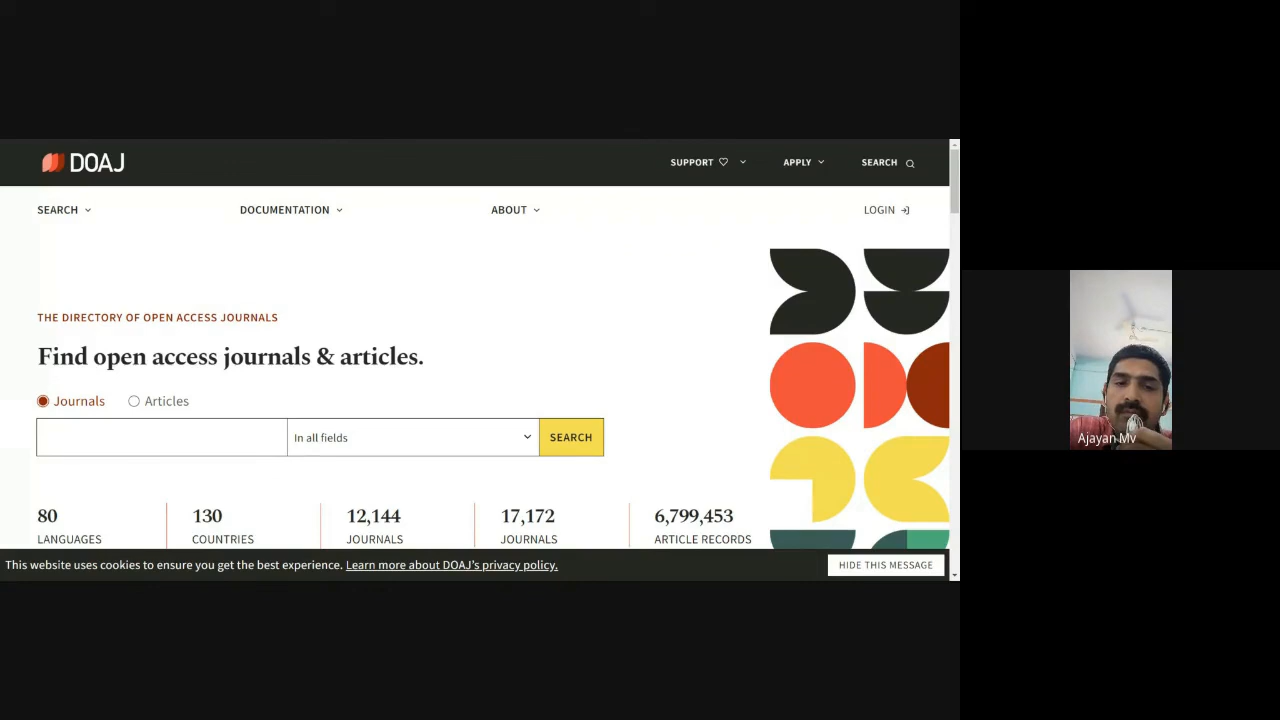 DOAJ
SUPPORT
APPLY
SEARCH
SEARCH
DOCUMENTATION
ABOUT
LOGIN
THE DIRECTORY OF OPEN ACCESS JOURNALS
Find open access journals & articles.
Journals
Articles
In all fields
SEARCH
80
LANGUAGES
130
COUNTRIES
12,144
JOURNALS
17,172
JOURNALS
6,799,453
ARTICLE RECORDS
This website uses cookies to ensure you get the best experience. Learn more about DOAJ's privacy policy.
HIDE THIS MESSAGE
Ajayan Mv